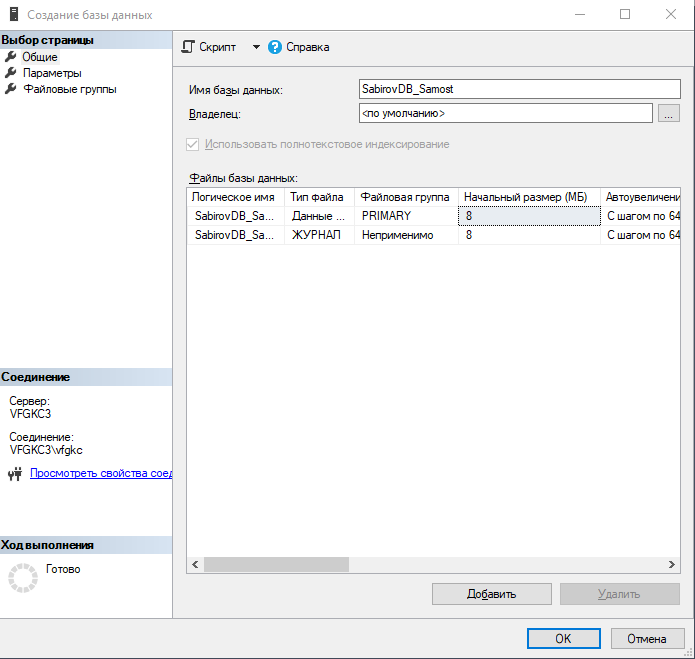 Создание базы данных
Выбор страницы
Общие
Параметры
Файловые группы
Скрипт
Справка
Имя базы данных:
SabirovDB_Samost
Владелец:
<по умолчанию>
...
Использовать полнотекстовое индексирование
Файлы базы данных:
Логическое имя Тип файла Файловая группа Начальный размер (МБ) Автоувеличени
SabirovDB_Sa... Данные ... PRIMARY 8 С шагом по 64
SabirovDB_Sa... ЖУРНАЛ Неприменимо 8 С шагом по 64
Соединение
Сервер:
VFGKC3
Соединение:
VFGKC3\vfgkc
Просмотреть свойства соед
Ход выполнения
Готово
Добавить
Удалить
OK
Отмена